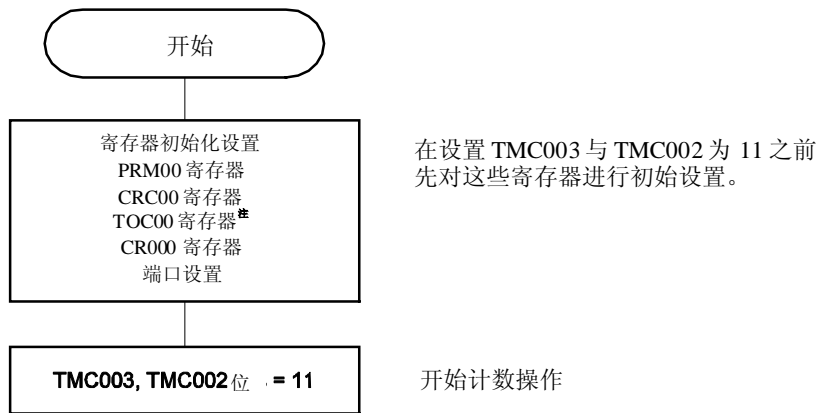 开始
寄存器初始化设置
PRM00 寄存器
CRC00 寄存器
TOC00 寄存器注
CR000 寄存器
端口设置
在设置 TMC003 与 TMC002 为 11 之前
先对这些寄存器进行初始设置。
TMC003, TMC002 位 = 11
开始计数操作